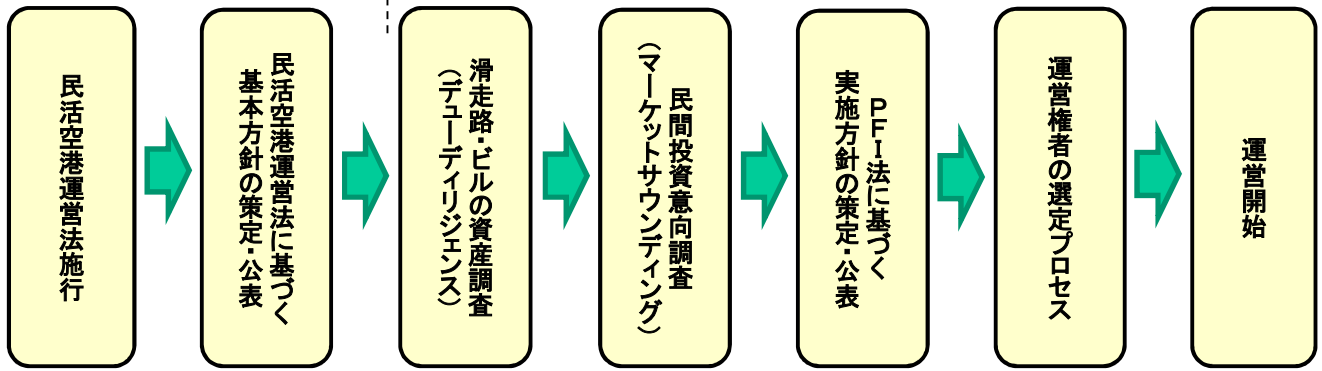 民活空港運営法施行
民活空港運営法に基づく
基本方針の策定・公表
滑走路・ビルの資産調査
（デューディリジェンス）
民間投資意向調査
（マーケットサウンディング）
ＰＦＩ法に基づく
実施方針の策定・公表
運営権者の選定プロセス
運営開始